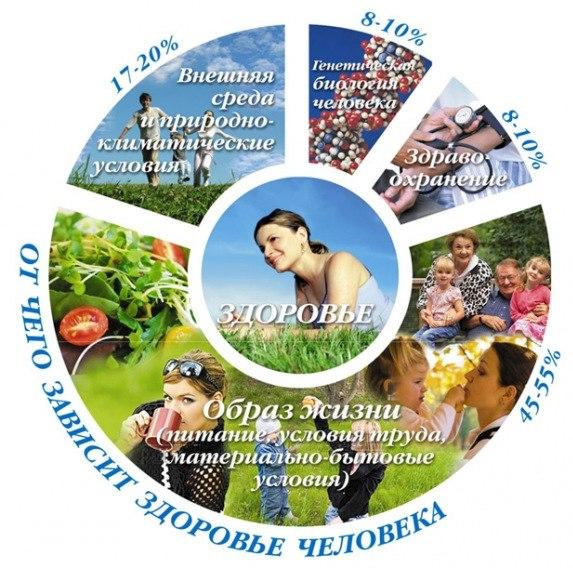 17-20%
Внешняя
среда
и природно-
климатические
условия
8-10%
Генетическая
биология
человека
8-10%
Здраво-
охранение
ЗДОРОВЬЕ
45-55%
Образ жизни
(питание, условия труда,
материально-бытовые
условия)
ОТ ЧЕГО ЗАВИСИТ ЗДОРОВЬЕ ЧЕЛОВЕКА